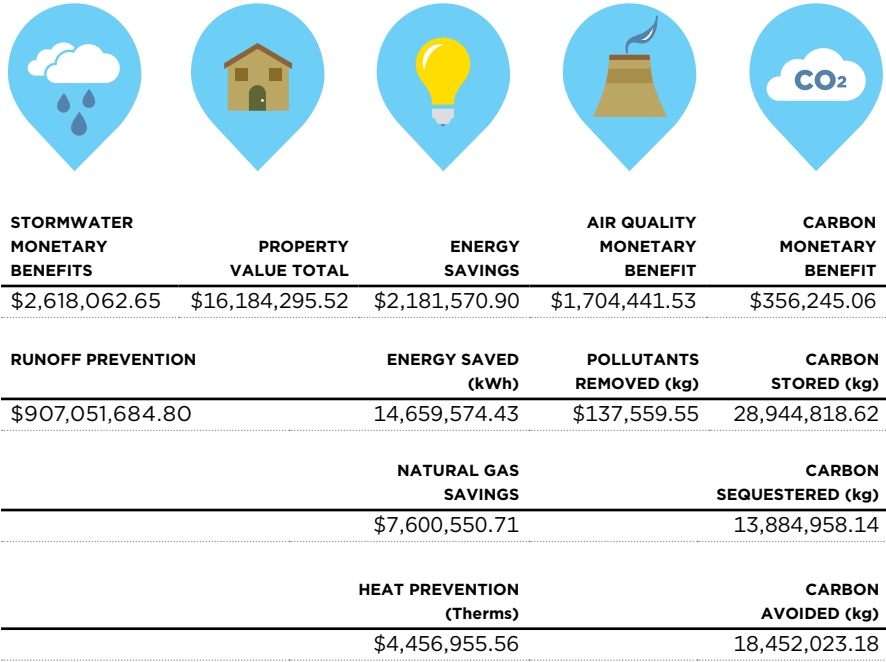 CO2
STORMWATER
MONETARY
BENEFITS
PROPERTY
VALUE TOTAL
ENERGY
SAVINGS
AIR QUALITY
MONETARY
BENEFIT
CARBON
MONETARY
BENEFIT
$2,618,062.65 $16,184,295.52 $2,181,570.90 $1,704,441.53 $356,245.06
RUNOFF PREVENTION
ENERGY SAVED
(kWh)
POLLUTANTS
REMOVED (kg)
CARBON
STORED (kg)
$907,051,684.80 14,659,574.43 $137,559.55 28,944,818.62
NATURAL GAS
SAVINGS
CARBON
SEQUESTERED (kg)
$7,600,550.71 13,884,958.14
HEAT PREVENTION
(Therms)
CARBON
AVOIDED (kg)
$4,456,955.56 18,452,023.18